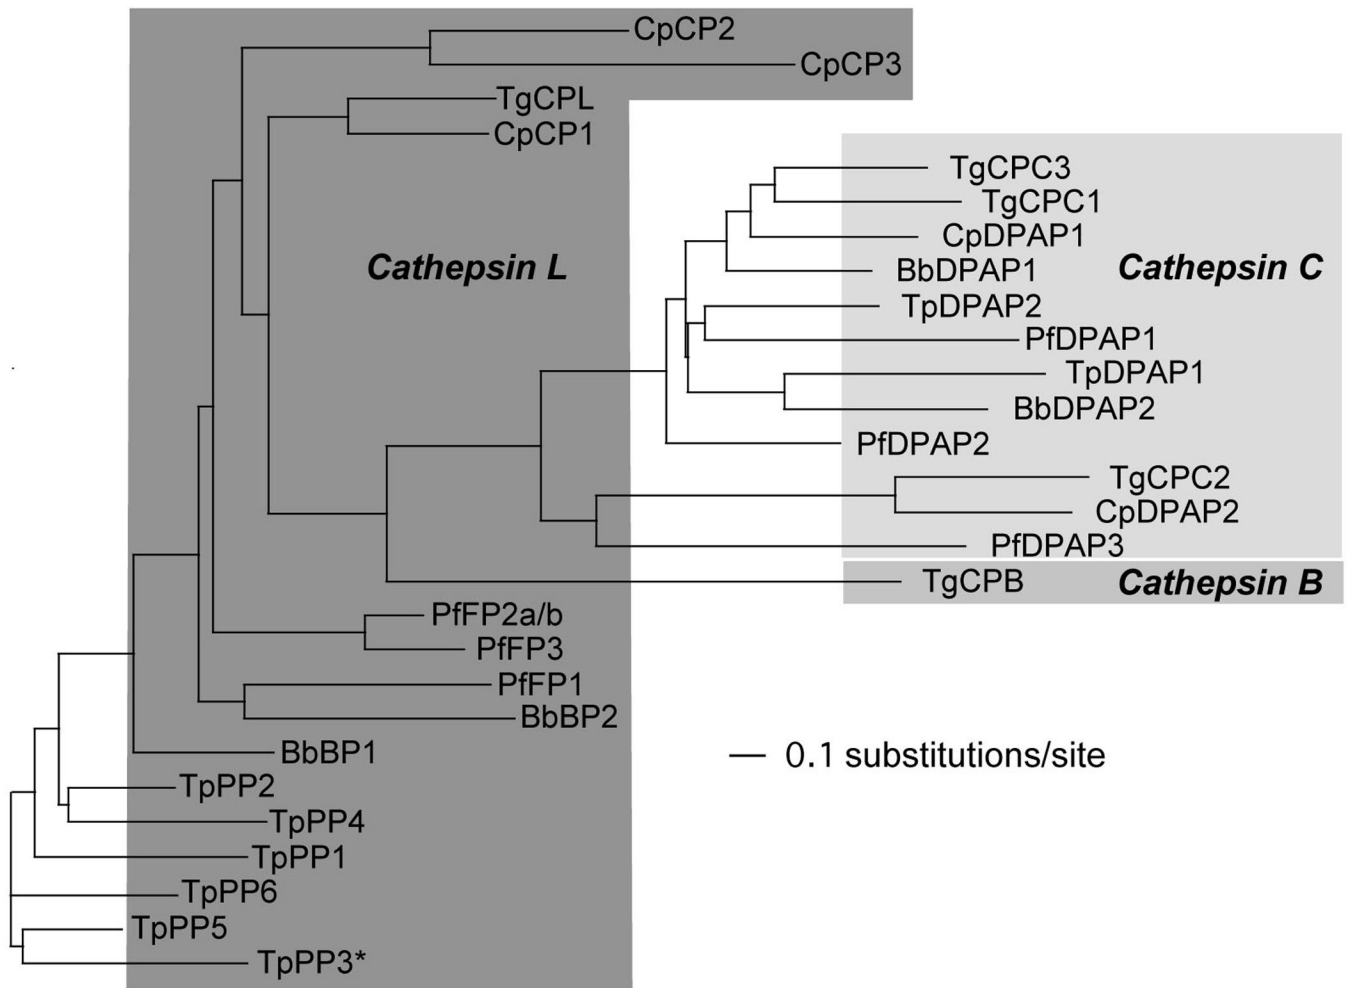 CpCP2
CpCP3
TgCPL
CpCP1
TgCPC3
TgCPC1
CpDPAP1
Cathepsin L
BbDPAP1
Cathepsin C
TpDPAP2
PfDPAP1
TpDPAP1
BbDPAP2
PfDPAP2
TgCPC2
CpDPAP2
PfDPAP3
TgCPB
Cathepsin B
PfFP2a/b
PfFP3
PfFP1
BbBP2
BbBP1
0.1 substitutions/site
TpPP2
TpPP4
TpPP1
TpPP6
TpPP5
TpPP3*